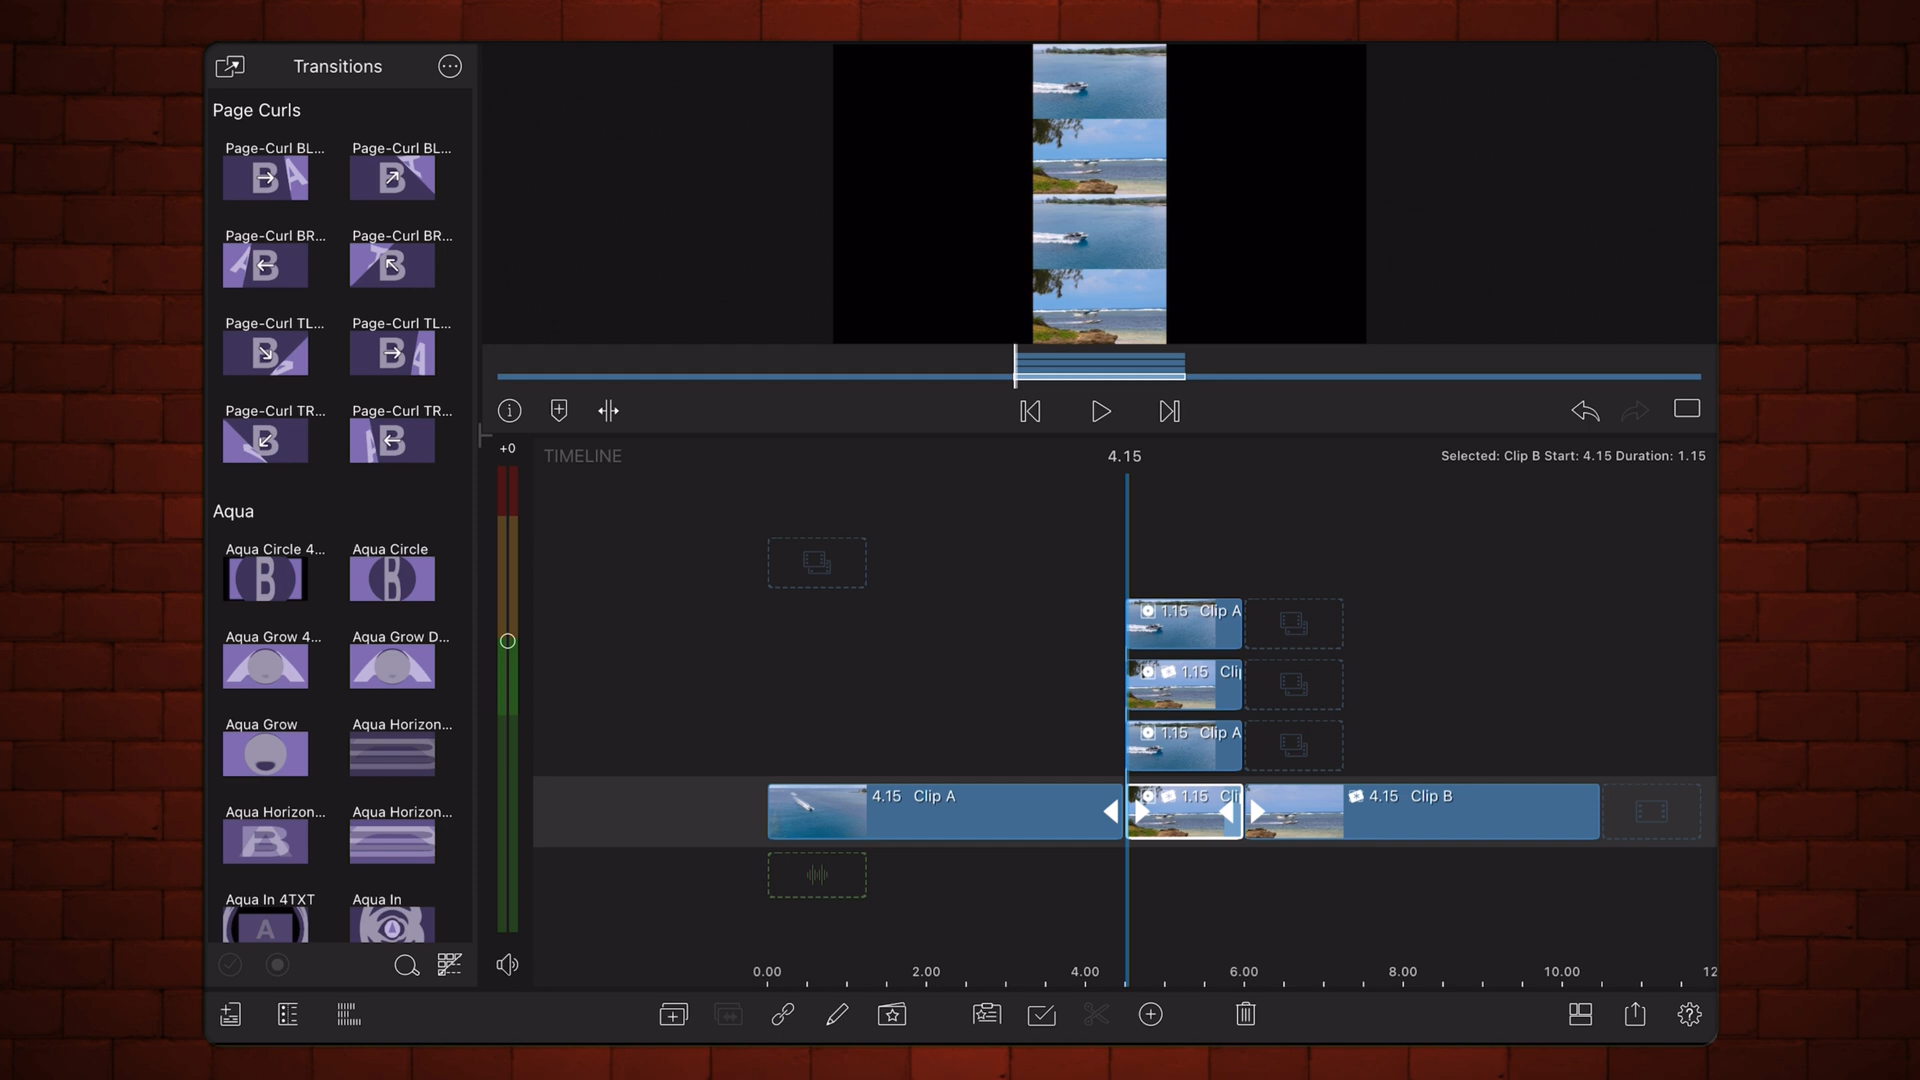 Transitions
Page Curls
Page-Curl BL...
Page-Curl BL...
B A
B
Page-Curl BR...
Page-Curl BR...
A B
B
Page-Curl TL...
Page-Curl TL...
B
B A
Page-Curl TR...
Page-Curl TR...
B
B
Aqua
Aqua Circle 4...
Aqua Circle
B
B
Aqua Grow 4...
Aqua Grow D...
Aqua Grow
Aqua Horizon...
Aqua Horizon...
Aqua Horizon...
B
Aqua In 4TXT
Aqua In
A
+0
TIMELINE
4.15
Selected: Clip B Start: 4.15 Duration: 1.15
1.15 Clip A
1.15 Cli
1.15 Clip A
4.15 Clip A
1.15 Cli
4.15 Clip B
0.00
2.00
4.00
6.00
8.00
10.00
12